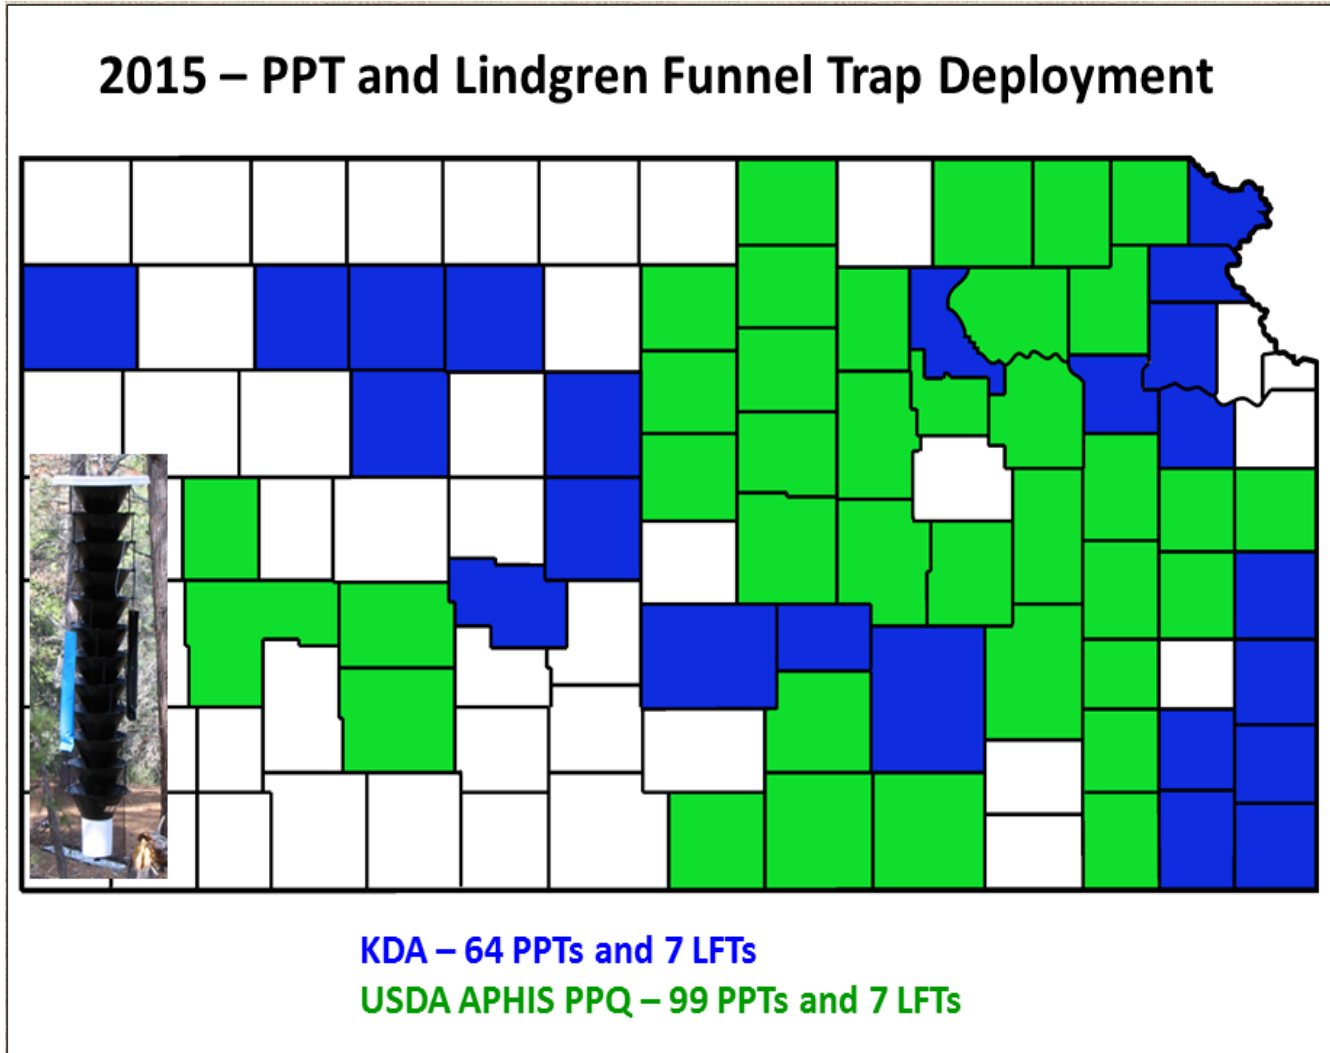 2015 – PPT and Lindgren Funnel Trap Deployment
KDA – 64 PPTs and 7 LFTs
USDA APHIS PPQ – 99 PPTs and 7 LFTs